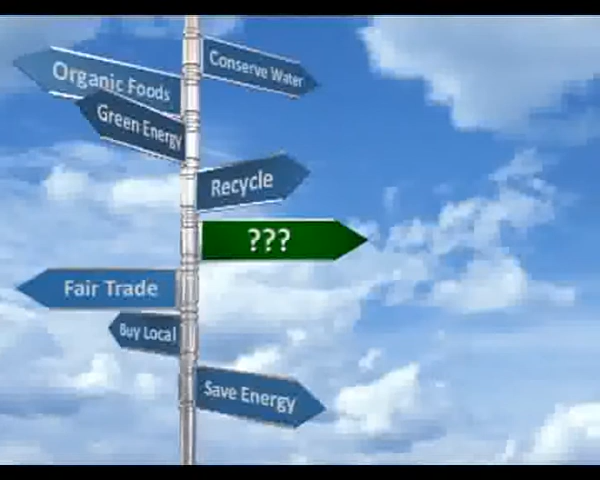 Conserve Water
Organic Foods
Green Energy
Recycle
???
Fair Trade
Buy Local
Save Energy